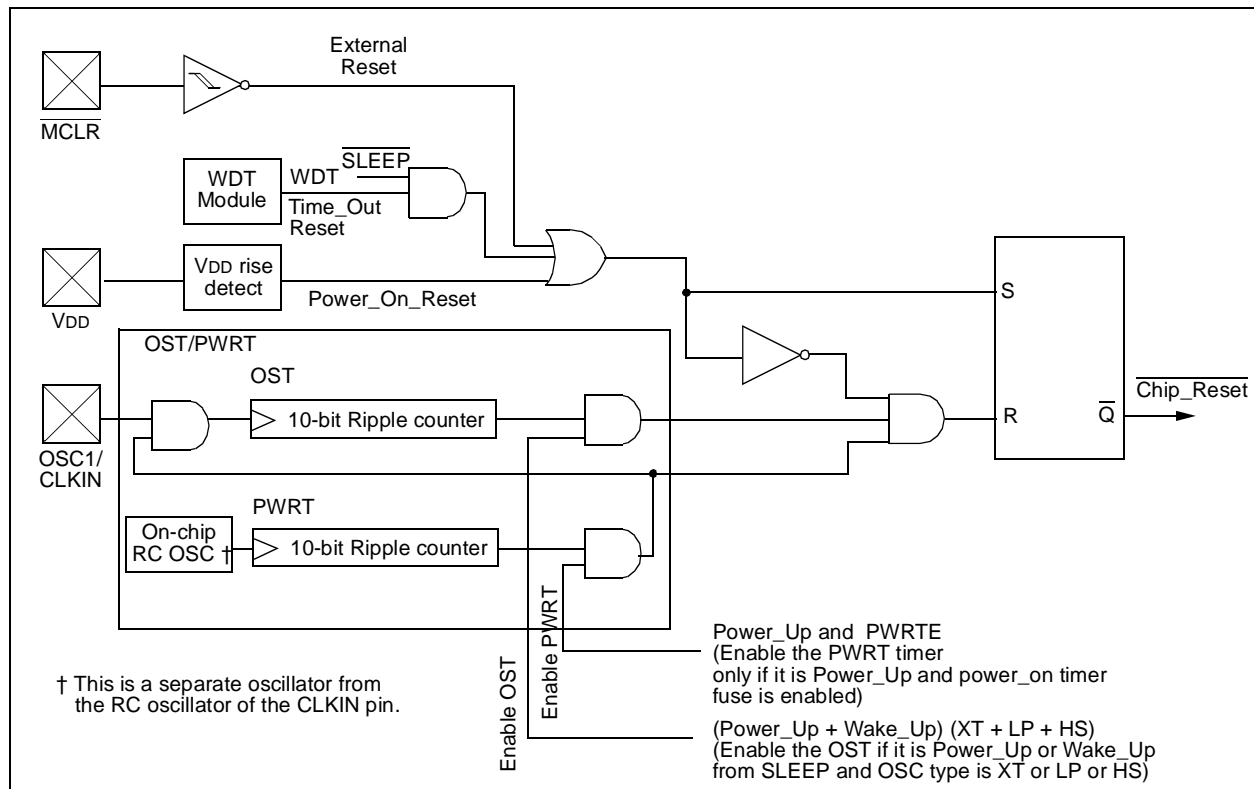 External
Reset
MCLR
SLEEP
WDT
Module
WDT
Time_Out
Reset
VDD rise
detect
Power_On_Reset
VDD
S
OST/PWRT
OST
10-bit Ripple counter
Chip_Reset
R
Q
OSC1/
CLKIN
PWRT
On-chip
RC OSC †
10-bit Ripple counter
Enable OST
Enable PWRT
Power_Up and PWRTE
(Enable the PWRT timer
only if it is Power_Up and power_on timer
fuse is enabled)
† This is a separate oscillator from
the RC oscillator of the CLKIN pin.
(Power_Up + Wake_Up) (XT + LP + HS)
(Enable the OST if it is Power_Up or Wake_Up
from SLEEP and OSC type is XT or LP or HS)